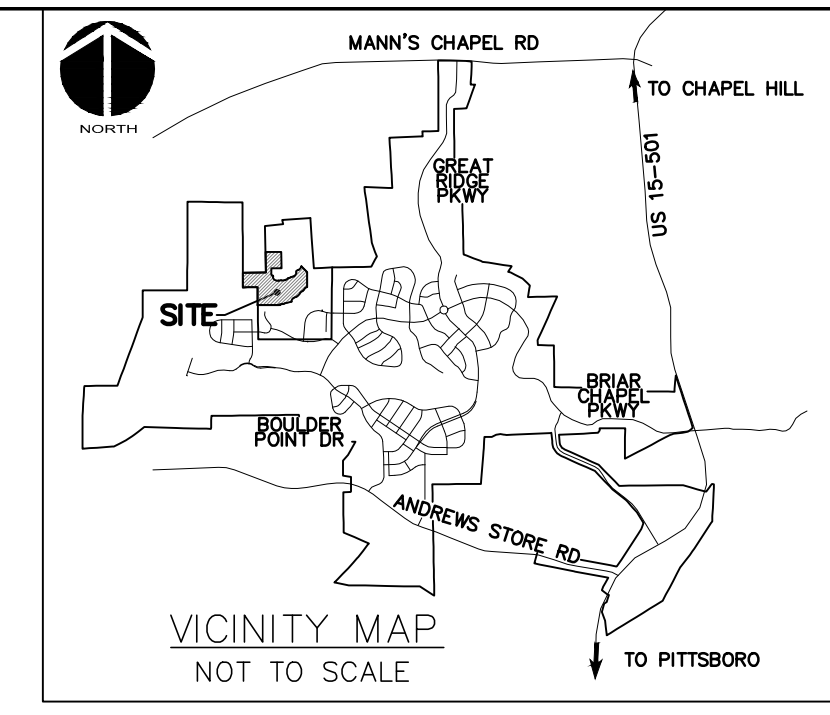 MANN'S CHAPEL RD
NORTH
TO CHAPEL HILL
US 15-501
GREAT
RIDGE
PKWY
SITE
BRIAR
CHAPEL
PKWY
BOULDER
POINT DR
ANDREWS STORE RD
VICINITY MAP
NOT TO SCALE
TO PITTSBORO